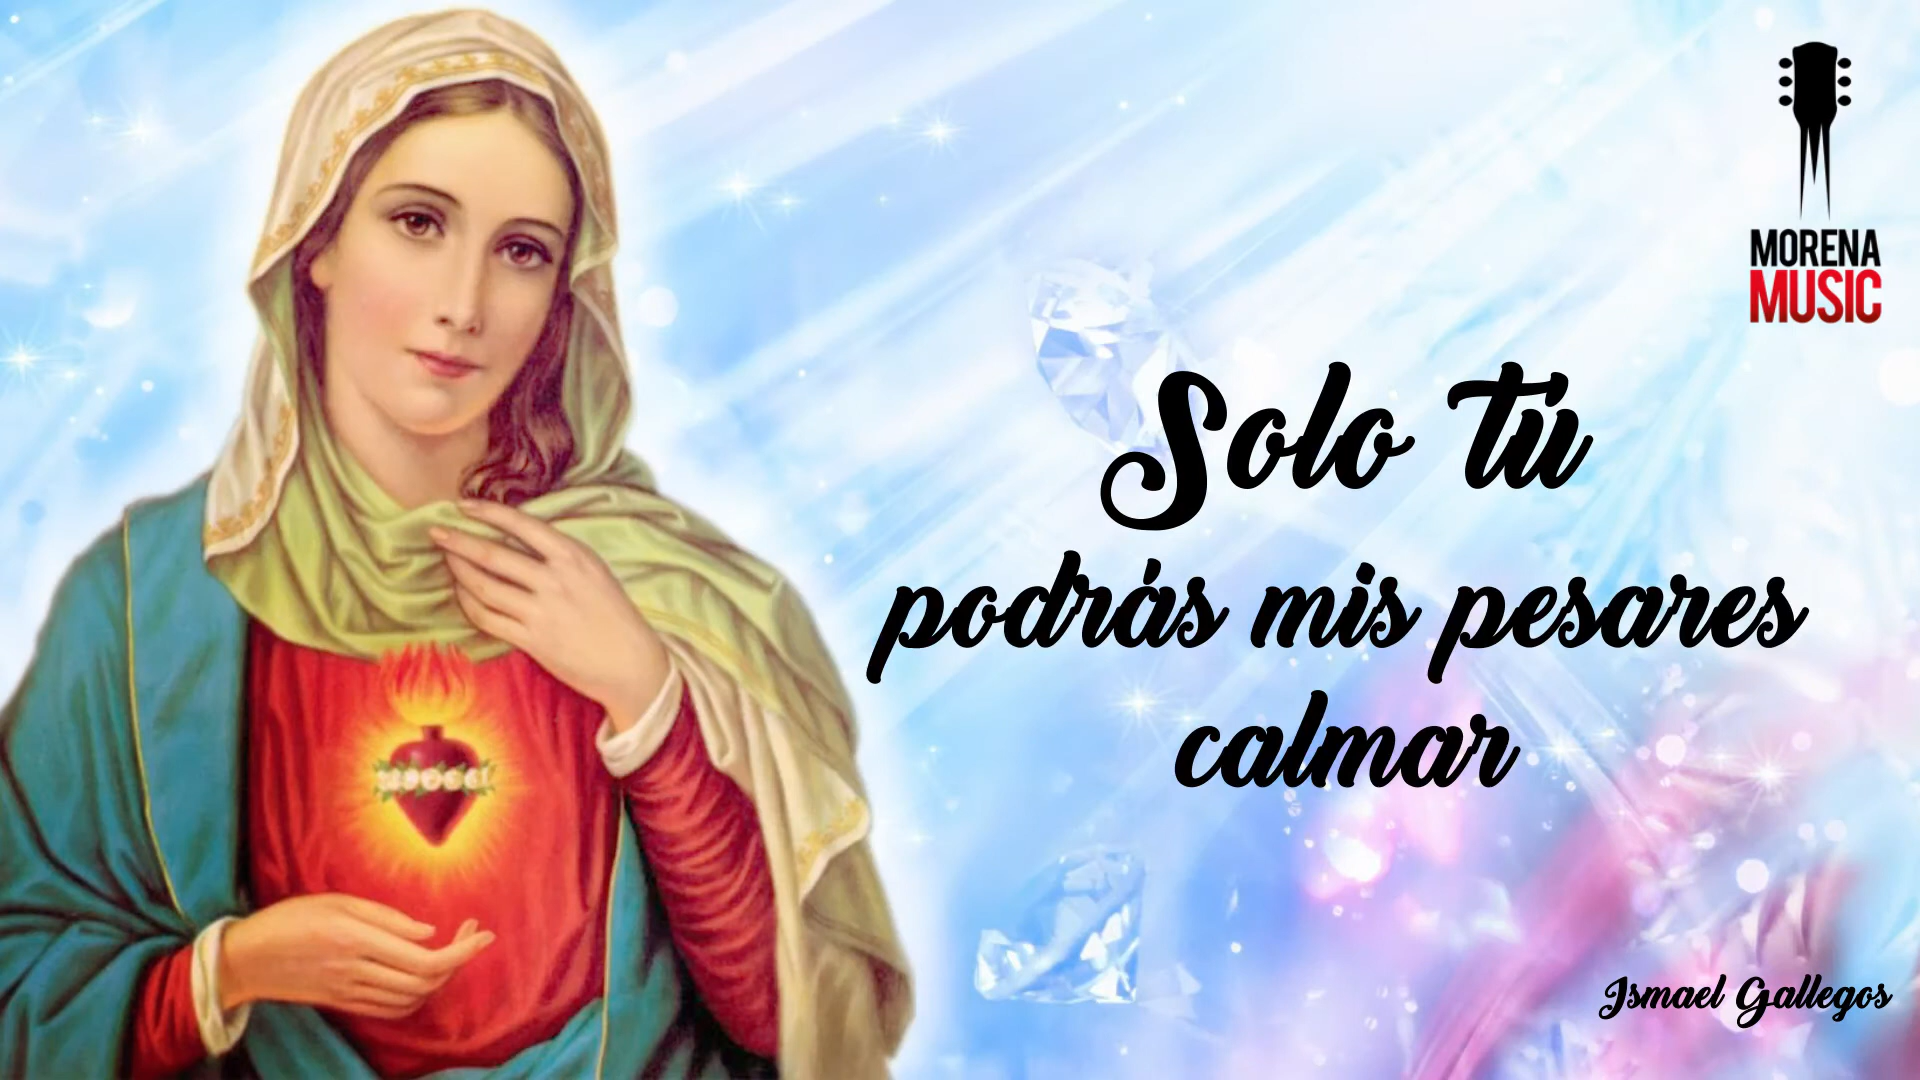 MORENA
MUSIC
Solo tú
podrás mis pesares
calmar
Ismael Gallegos